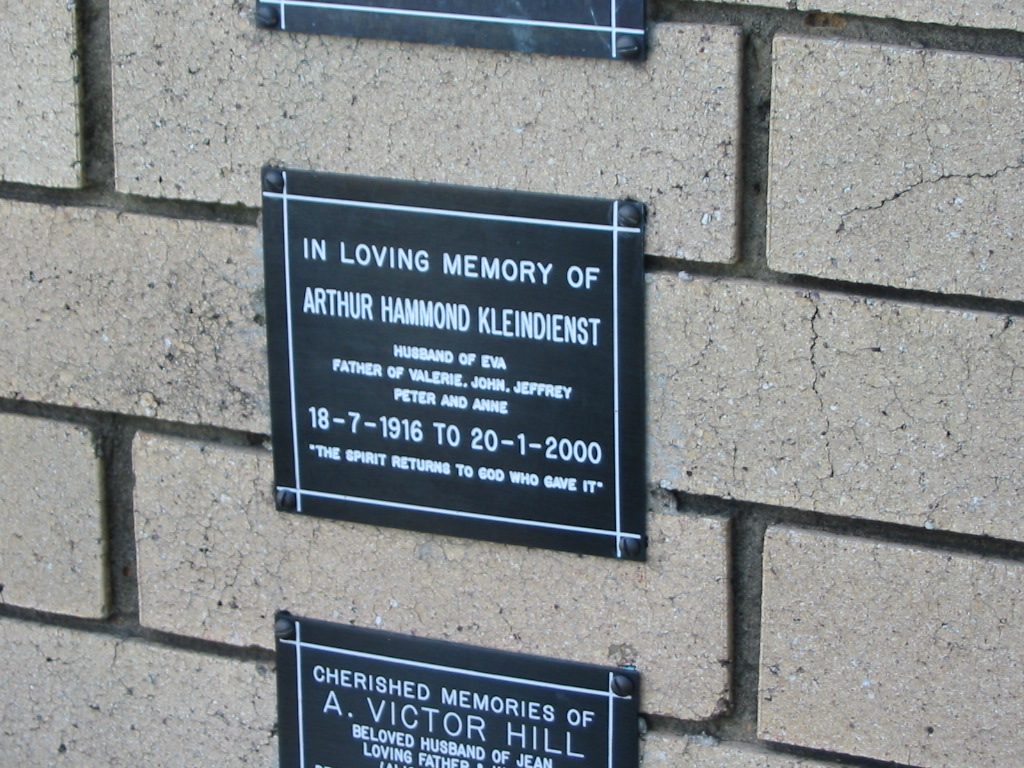 IN LOVING MEMORY OF
ARTHUR HAMMOND KLEINDIENST
HUSBAND OF EVA
FATHER OF VALERIE, JOHN, JEFFREY
PETER AND ANNE
18-7-1916 TO 20-1-2000
"THE SPIRIT RETURNS TO GOD WHO GAVE IT"
CHERISHED MEMORIES OF
A. VICTOR HILL
BELOVED HUSBAND OF JEAN
LOVING FATHER &